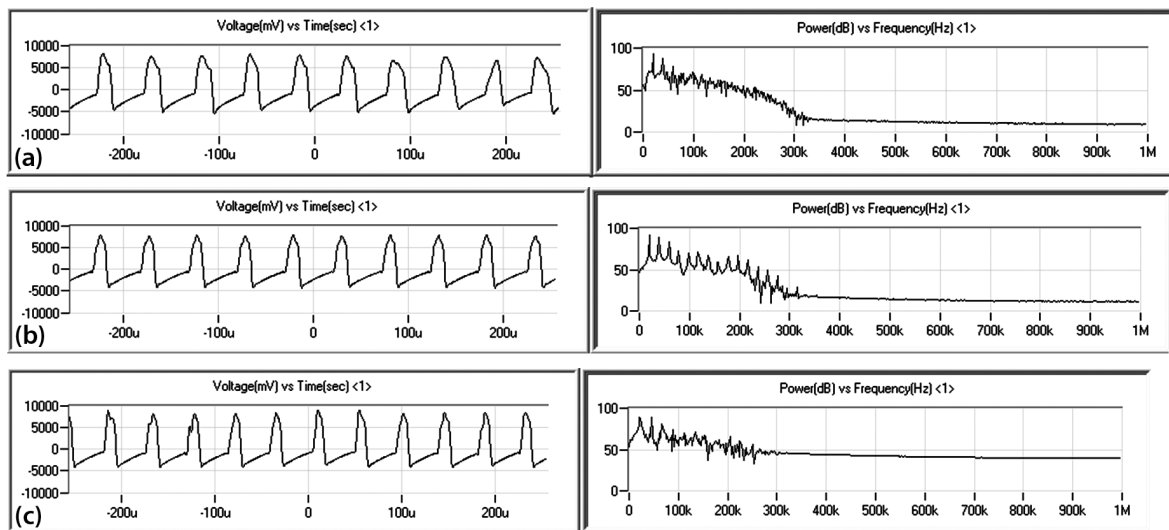 Voltage(mV) vs Time(sec) <1>
10000
5000
0
-5000
-10000
-200u -100u 0 100u 200u
(a)
Power(dB) vs Frequency(Hz) <1>
100
50
0
0 100k 200k 300k 400k 500k 600k 700k 800k 900k 1M
Voltage(mV) vs Time(sec) <1>
10000
5000
0
-5000
-10000
-200u -100u 0 100u 200u
(b)
Power(dB) vs Frequency(Hz) <1>
100
50
0
0 100k 200k 300k 400k 500k 600k 700k 800k 900k 1M
Voltage(mV) vs Time(sec) <1>
10000
5000
0
-5000
-10000
-200u -100u 0 100u 200u
(c)
Power(dB) vs Frequency(Hz) <1>
100
50
0
0 100k 200k 300k 400k 500k 600k 700k 800k 900k 1M